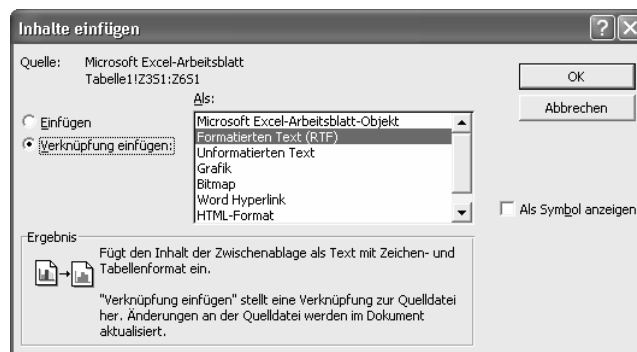 Inhalte einfügen
Quelle: Microsoft Excel-Arbeitsblatt
Tabelle1!Z3S1:Z6S1
OK
Abbrechen
Als:
Einfügen
Verknüpfung einfügen:
Microsoft Excel-Arbeitsblatt-Objekt
Formatierten Text (RTF)
Unformatierten Text
Grafik
Bitmap
Word Hyperlink
HTML-Format
Als Symbol anzeigen
Ergebnis
Fügt den Inhalt der Zwischenablage als Text mit Zeichen- und
Tabellenformat ein.
"Verknüpfung einfügen" stellt eine Verknüpfung zur Quelldatei
her. Änderungen an der Quelldatei werden im Dokument
aktualisiert.